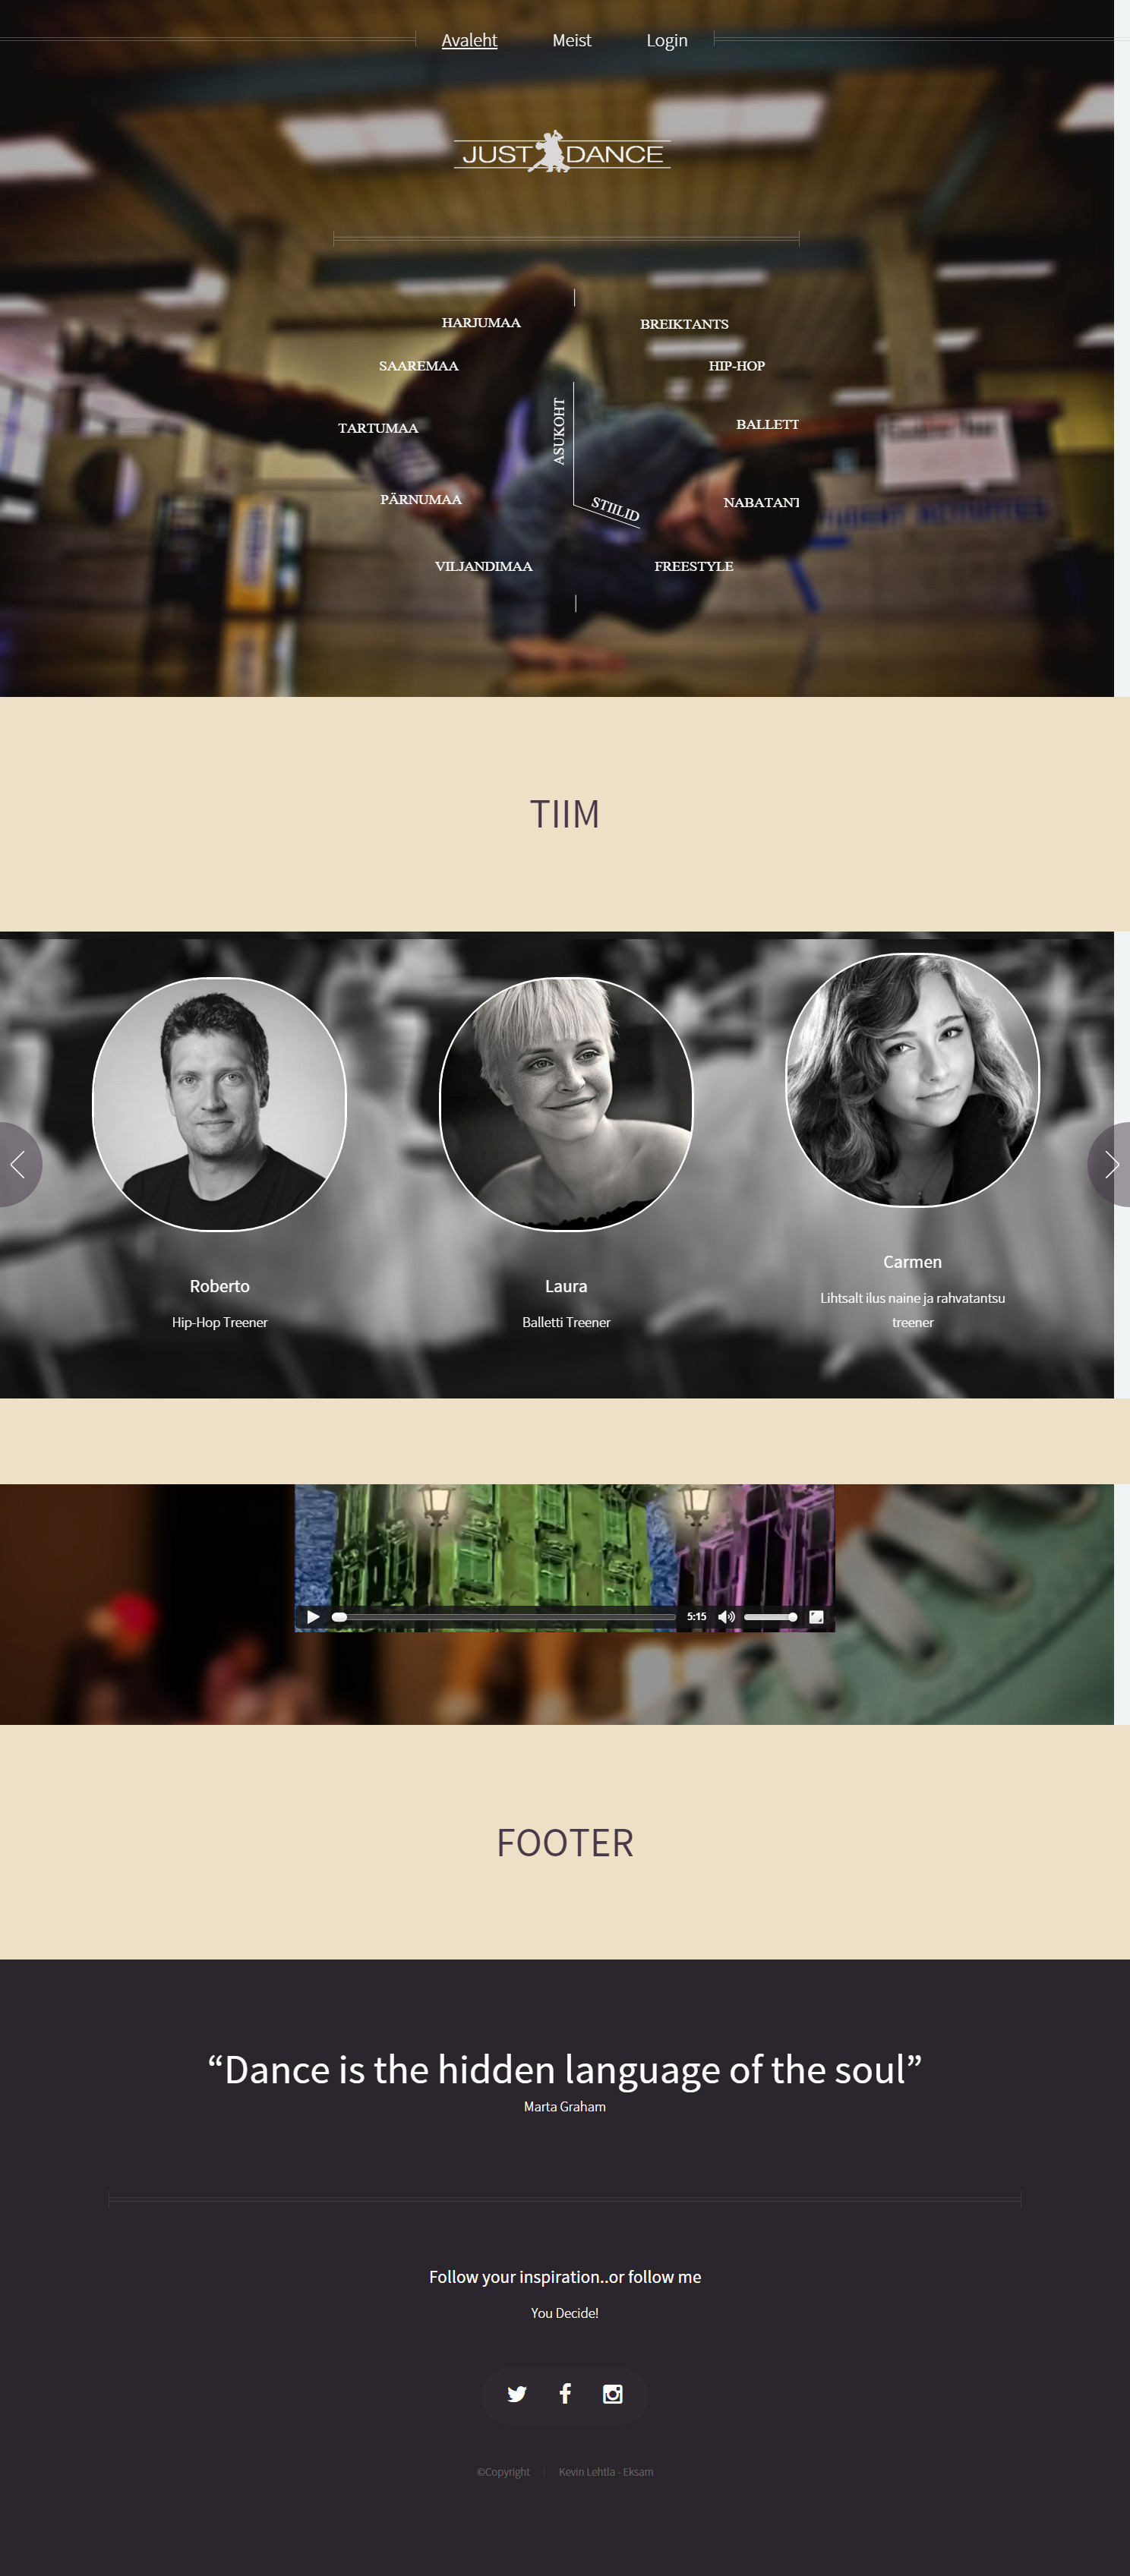 Avaleht Meist Login
JUST DANCE
HARJUMAA
BREIKTANTS
SAAREMAA
HIP-HOP
TARTUMAA
ASUKOHT
BALLETT
PÄRNUMAA
STIILID
NABATANT
VILJANDIMAA
FREESTYLE
TIIM
Roberto
Hip-Hop Treener
Laura
Balletti Treener
Carmen
Lihtsalt ilus naine ja rahvatantsu
treener
5:15
FOOTER
“Dance is the hidden language of the soul”
Marta Graham
Follow your inspiration..or follow me
You Decide!
©Copyright Kevin Lehtla - Eksam